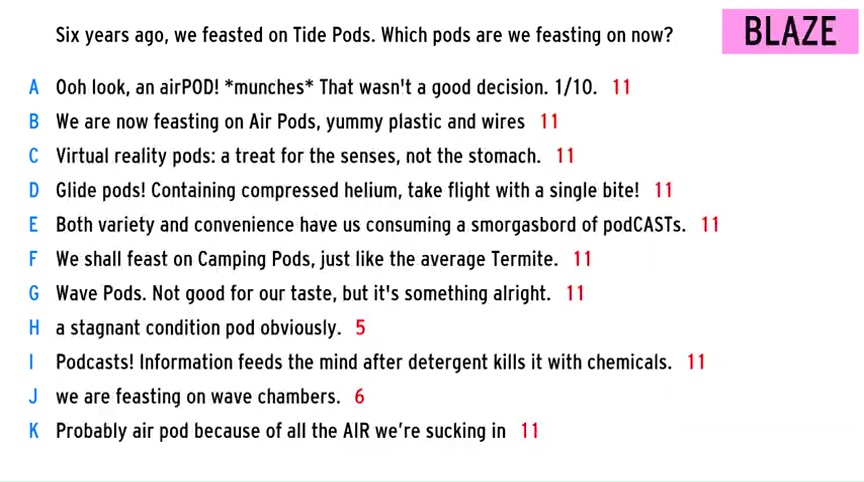 Six years ago, we feasted on Tide Pods. Which pods are we feasting on now?
BLAZE
A Ooh look, an airPOD! *munches* That wasn't a good decision. 1/10. 11
B We are now feasting on Air Pods, yummy plastic and wires 11
C Virtual reality pods: a treat for the senses, not the stomach. 11
D Glide pods! Containing compressed helium, take flight with a single bite! 11
E Both variety and convenience have us consuming a smorgasbord of podCASTs. 11
F We shall feast on Camping Pods, just like the average Termite. 11
G Wave Pods. Not good for our taste, but it's something alright. 11
H a stagnant condition pod obviously. 5
I Podcasts! Information feeds the mind after detergent kills it with chemicals. 11
J we are feasting on wave chambers. 6
K Probably air pod because of all the AIR we're sucking in 11